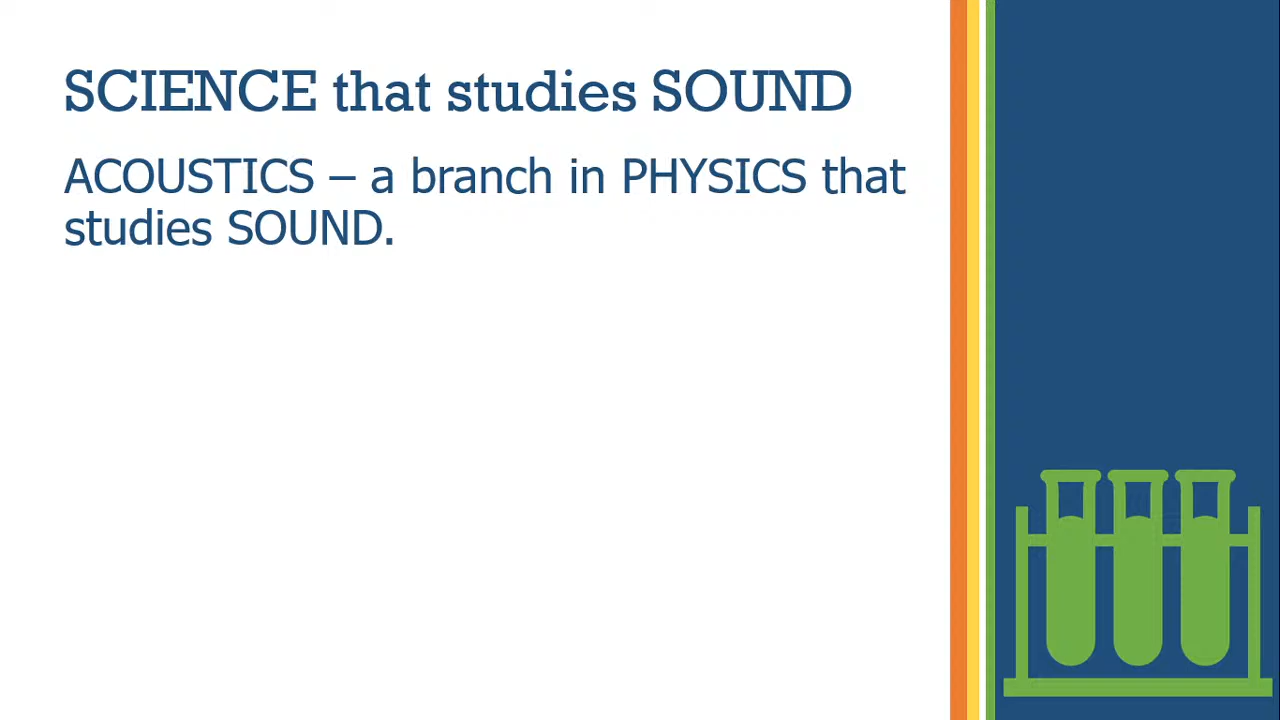 SCIENCE that studies SOUND
ACOUSTICS – a branch in PHYSICS that
studies SOUND.